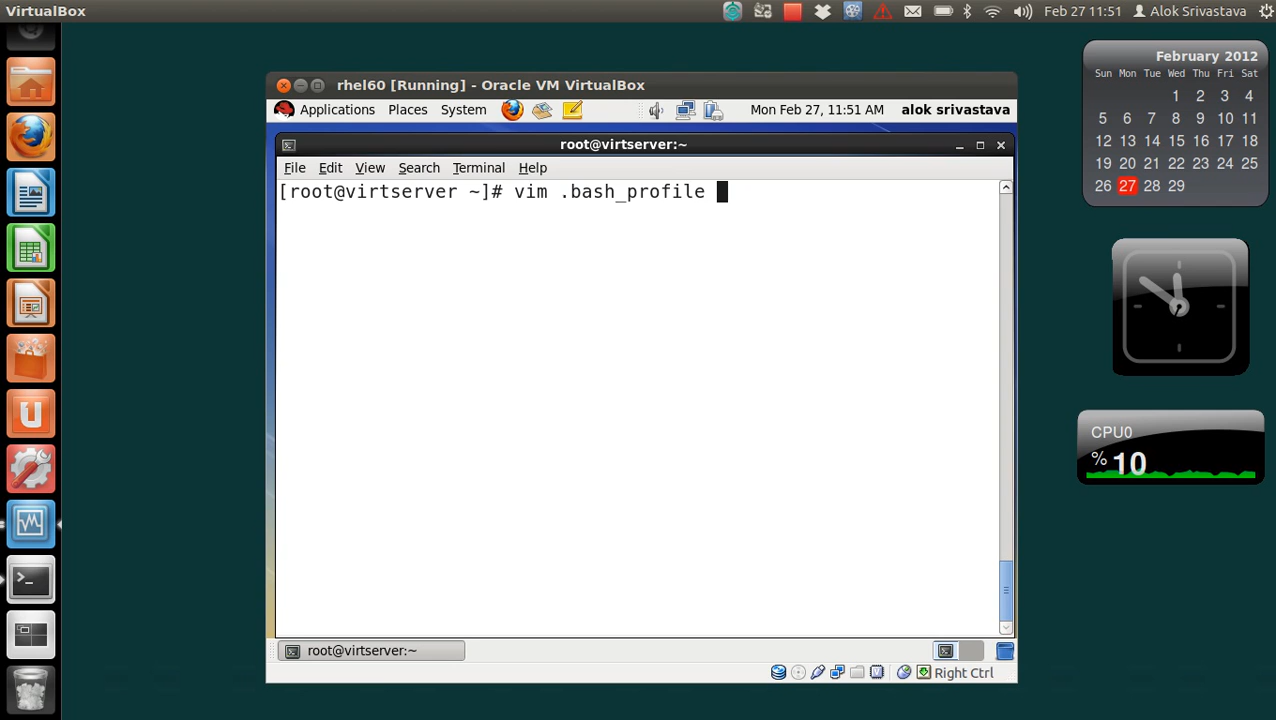 VirtualBox
Feb 27 11:51 Alok Srivastava
rhel60 [Running] - Oracle VM VirtualBox
Applications Places System
Mon Feb 27, 11:51 AM alok srivastava
root@virtserver:~
File Edit View Search Terminal Help
[root@virtserver ~]# vim .bash_profile
root@virtserver:~
Right Ctrl
February 2012
Sun Mon Tue Wed Thu Fri Sat
1 2 3 4
5 6 7 8 9 10 11
12 13 14 15 16 17 18
19 20 21 22 23 24 25
26 27 28 29
CPU0
% 10